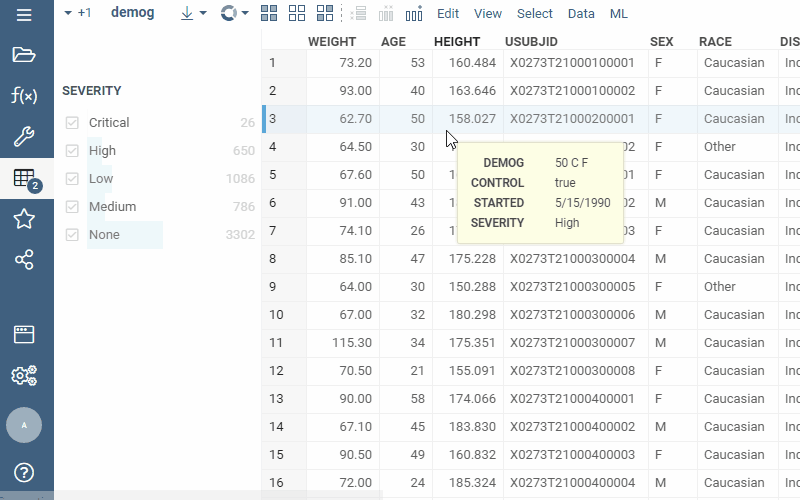 +1 demog Edit View Select Data ML
f(x)
2
A
SEVERITY
Critical 26
High 650
Low 1086
Medium 786
None 3302
WEIGHT AGE HEIGHT USUBJID SEX RACE DIS
1 73.20 53 160.484 X0273T21000100001 F Caucasian Ind
2 93.00 40 163.646 X0273T21000100002 F Caucasian Ind
3 62.70 50 158.027 X0273T21000200001 F Caucasian Ind
4 64.50 30 02 F Other Ind
5 67.60 50 01 F Caucasian Ind
6 91.00 43 02 M Caucasian Ind
7 74.10 26 03 F Caucasian Ind
8 85.10 47 175.228 X0273T21000300004 M Caucasian Ind
9 64.00 30 150.288 X0273T21000300005 F Other Ind
10 67.00 32 180.298 X0273T21000300006 M Caucasian Ind
11 115.30 34 175.351 X0273T21000300007 M Caucasian Ind
12 70.50 21 155.091 X0273T21000300008 F Caucasian Ind
13 90.00 58 174.066 X0273T21000400001 F Caucasian Ind
14 67.10 45 183.830 X0273T21000400002 M Caucasian Ind
15 90.50 49 160.832 X0273T21000400003 F Caucasian Ind
16 72.00 24 185.324 X0273T21000400004 M Caucasian Ind
DEMOG 50 C F
CONTROL true
STARTED 5/15/1990
SEVERITY High